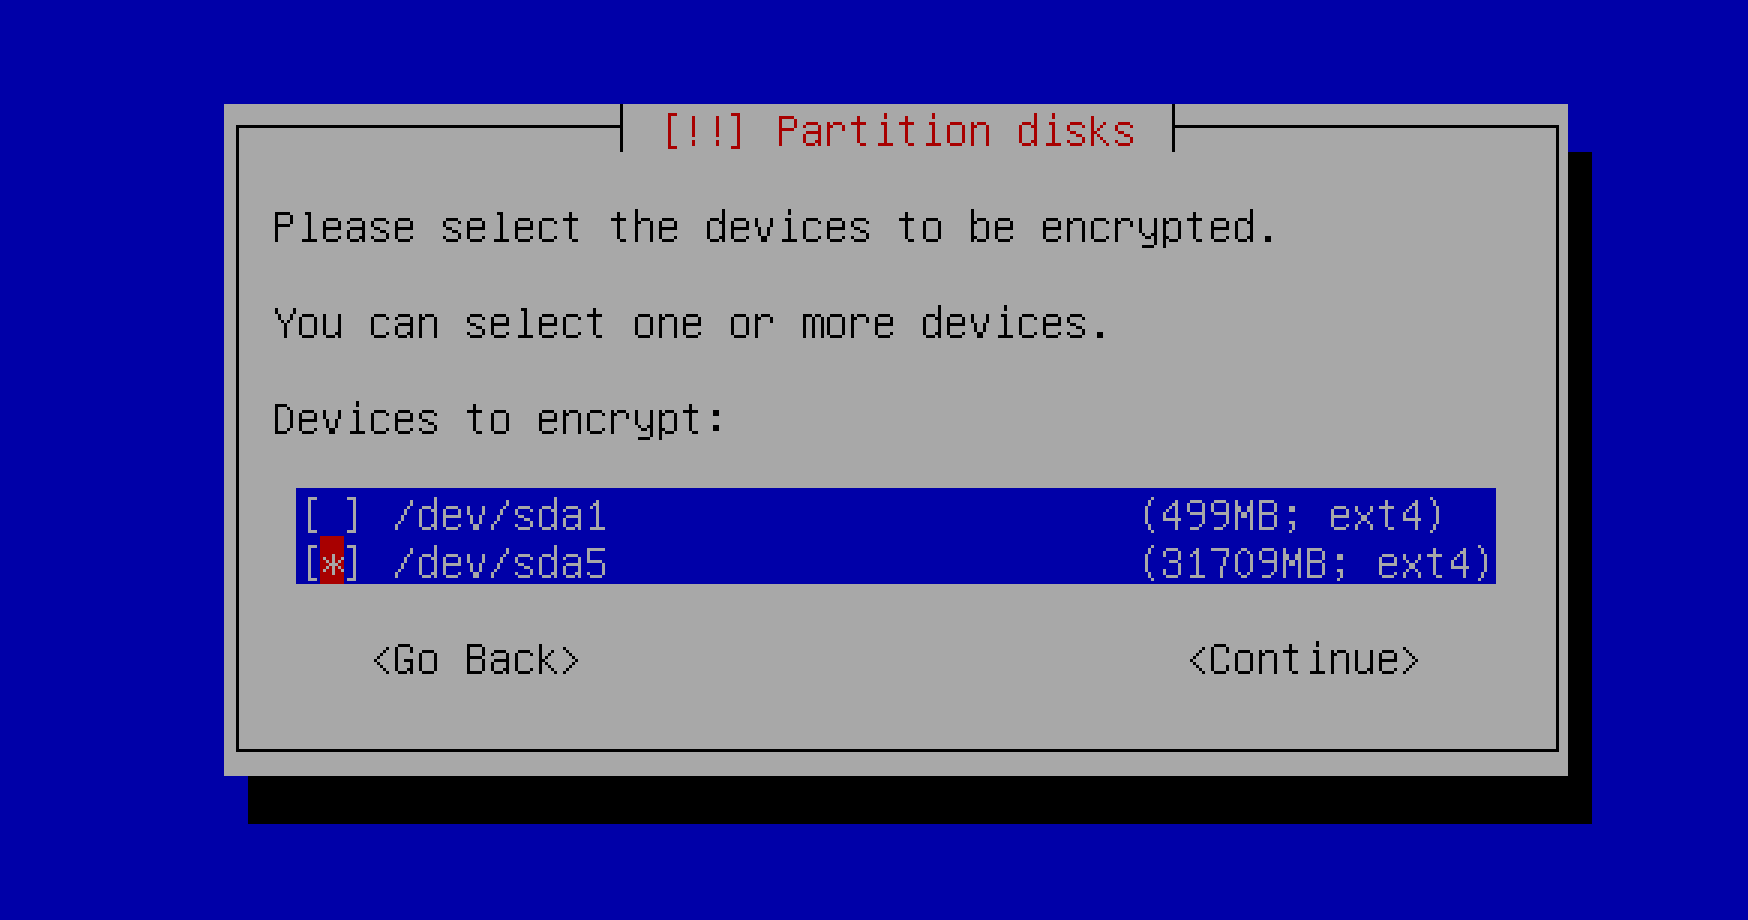 [!!] Partition disks
Please select the devices to be encrypted.
You can select one or more devices.
Devices to encrypt:
[ ] /dev/sda1 (499MB; ext4)
[*] /dev/sda5 (31709MB; ext4)
<Go Back> <Continue>